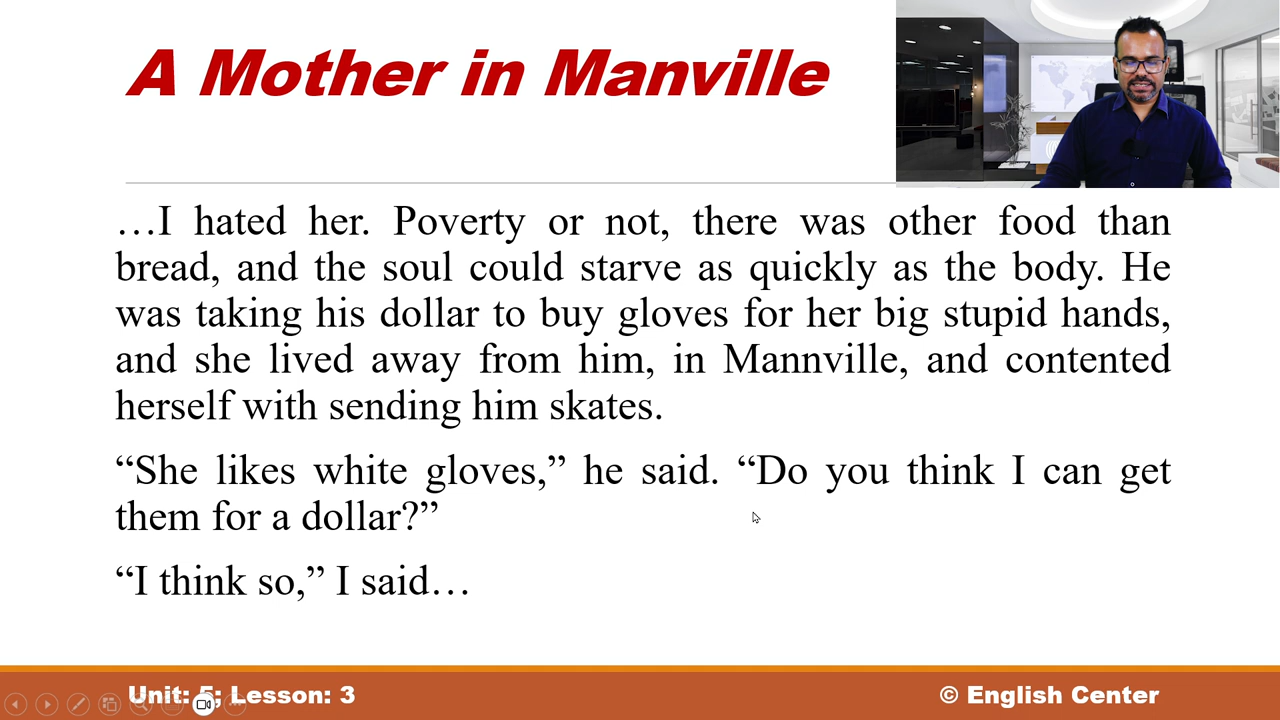 A Mother in Manville
…I hated her. Poverty or not, there was other food than
bread, and the soul could starve as quickly as the body. He
was taking his dollar to buy gloves for her big stupid hands,
and she lived away from him, in Mannville, and contented
herself with sending him skates.
“She likes white gloves,” he said. “Do you think I can get
them for a dollar?”
“I think so,” I said…
Unit: 5; Lesson: 3
© English Center